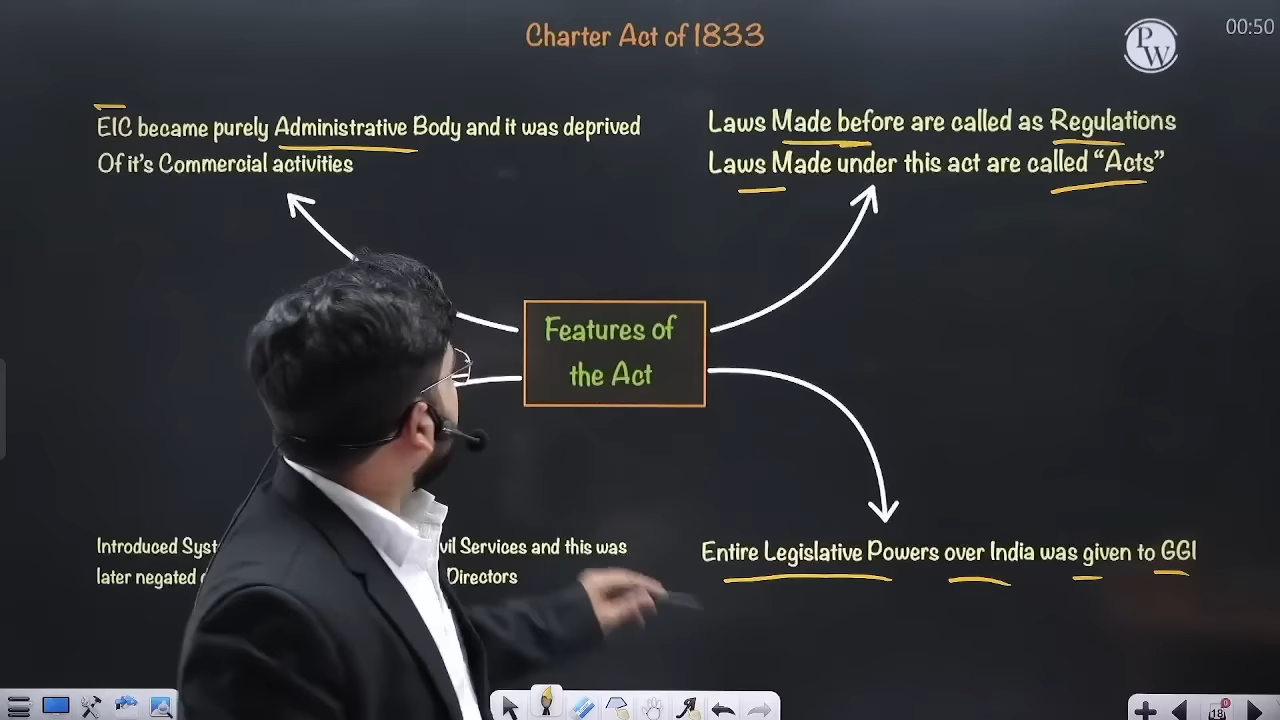 Charter Act of 1833
PW
00:50
EIC became purely Administrative Body and it was deprived
Of it's Commercial activities
Laws Made before are called as Regulations
Laws Made under this act are called "Acts"
Features of
the Act
Introduced Services and this was
later negated Directors
Entire Legislative Powers over India was given to GGI